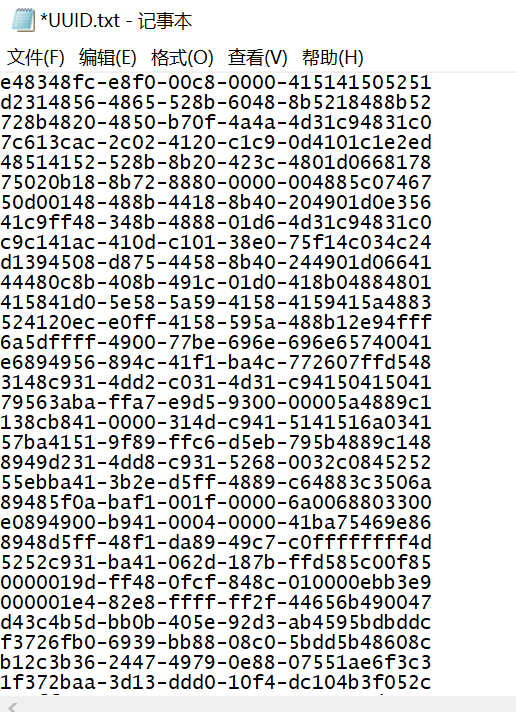 *UUID.txt - 记事本
文件(F) 编辑(E) 格式(O) 查看(V) 帮助(H)
e48348fc-e8f0-00c8-0000-415141505251
d2314856-4865-528b-6048-8b5218488b52
728b4820-4850-b70f-4a4a-4d31c94831c0
7c613cac-2c02-4120-c1c9-0d4101c1e2ed
48514152-528b-8b20-423c-4801d0668178
75020b18-8b72-8880-0000-004885c07467
50d00148-488b-4418-8b40-204901d0e356
41c9ff48-348b-4888-01d6-4d31c94831c0
c9c141ac-410d-c101-38e0-75f14c034c24
d1394508-d875-4458-8b40-244901d06641
44480c8b-408b-491c-01d0-418b04884801
415841d0-5e58-5a59-4158-4159415a4883
524120ec-e0ff-4158-595a-488b12e94fff
6a5dffff-4900-77be-696e-696e65740041
e6894956-894c-41f1-ba4c-772607ffd548
3148c931-4dd2-c031-4d31-c94150415041
79563aba-ffa7-e9d5-9300-00005a4889c1
138cb841-0000-314d-c941-5141516a0341
57ba4151-9f89-ffc6-d5eb-795b4889c148
8949d231-4dd8-c931-5268-0032c0845252
55ebba41-3b2e-d5ff-4889-c64883c3506a
89485f0a-baf1-001f-0000-6a0068803300
e0894900-b941-0004-0000-41ba75469e86
8948d5ff-48f1-da89-49c7-c0ffffffff4d
5252c931-ba41-062d-187b-ffd585c00f85
0000019d-ff48-0fcf-848c-010000ebb3e9
000001e4-82e8-ffff-ff2f-44656b490047
d43c4b5d-bb0b-405e-92d3-ab4595bdbddc
f3726fb0-6939-bb88-08c0-5bdd5b48608c
b12c3b36-2447-4979-0e88-07551ae6f3c3
1f372baa-3d13-ddd0-10f4-dc104b3f052c